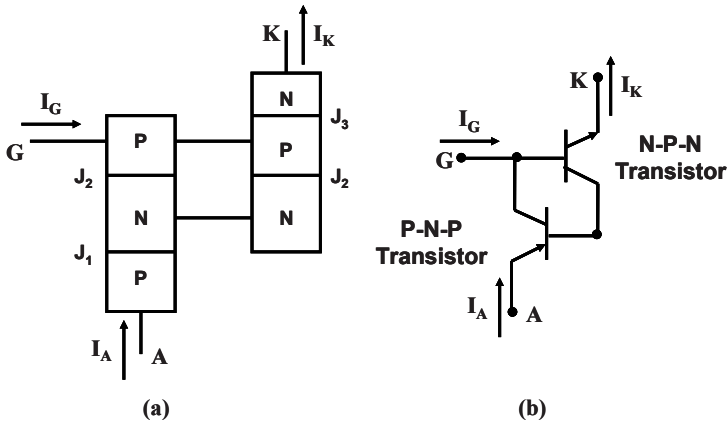 K
I_K
N
J_3
I_G
G
P
P
J_2
J_2
N
N
J_1
P
I_A
A
(a)
K
I_K
I_G
G
N-P-N
Transistor
P-N-P
Transistor
I_A
A
(b)